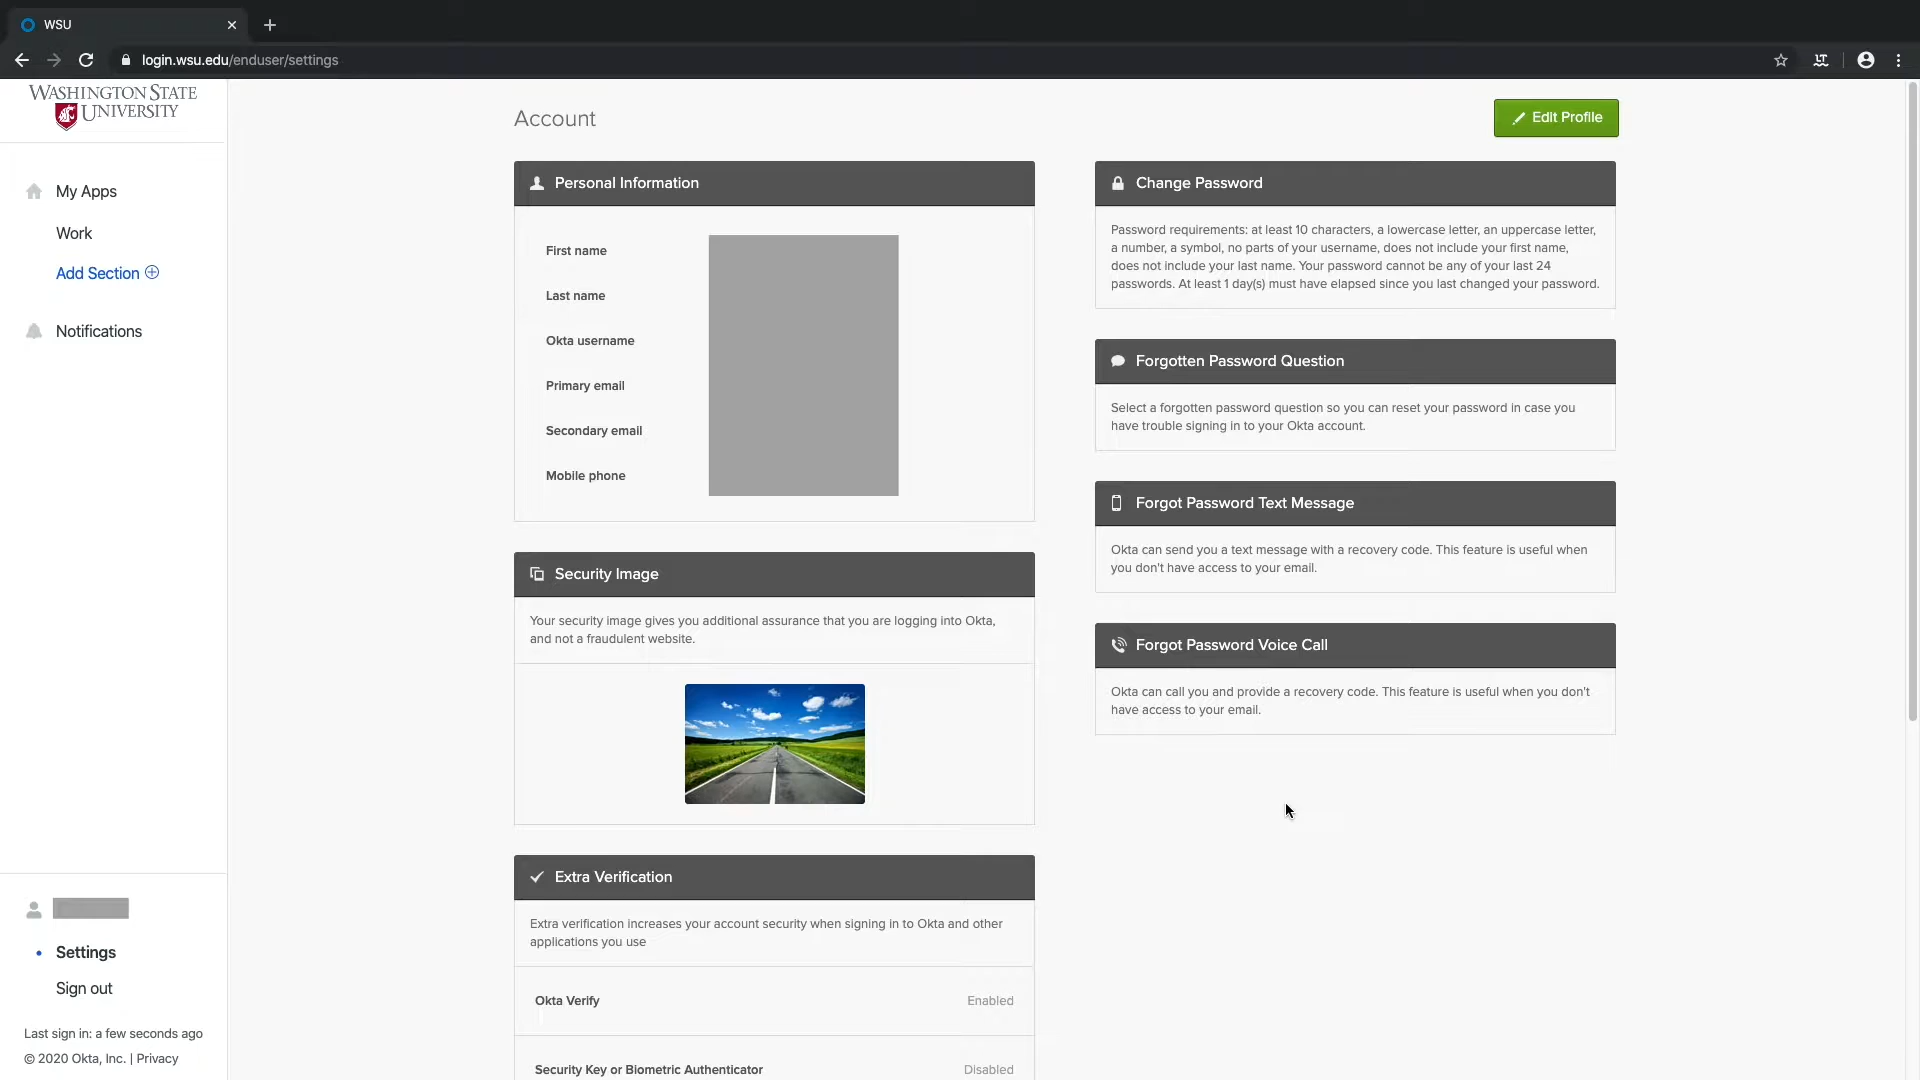 WSU
login.wsu.edu/enduser/settings
WASHINGTON STATE
UNIVERSITY
My Apps
Work
Add Section
Notifications
Settings
Sign out
Last sign in: a few seconds ago
© 2020 Okta, Inc. | Privacy
Account
Edit Profile
Personal Information
First name
Last name
Okta username
Primary email
Secondary email
Mobile phone
Security Image
Your security image gives you additional assurance that you are logging into Okta,
and not a fraudulent website.
Extra Verification
Extra verification increases your account security when signing in to Okta and other
applications you use
Okta Verify Enabled
Security Key or Biometric Authenticator Disabled
Change Password
Password requirements: at least 10 characters, a lowercase letter, an uppercase letter,
a number, a symbol, no parts of your username, does not include your first name,
does not include your last name. Your password cannot be any of your last 24
passwords. At least 1 day(s) must have elapsed since you last changed your password.
Forgotten Password Question
Select a forgotten password question so you can reset your password in case you
have trouble signing in to your Okta account.
Forgot Password Text Message
Okta can send you a text message with a recovery code. This feature is useful when
you don't have access to your email.
Forgot Password Voice Call
Okta can call you and provide a recovery code. This feature is useful when you don't
have access to your email.